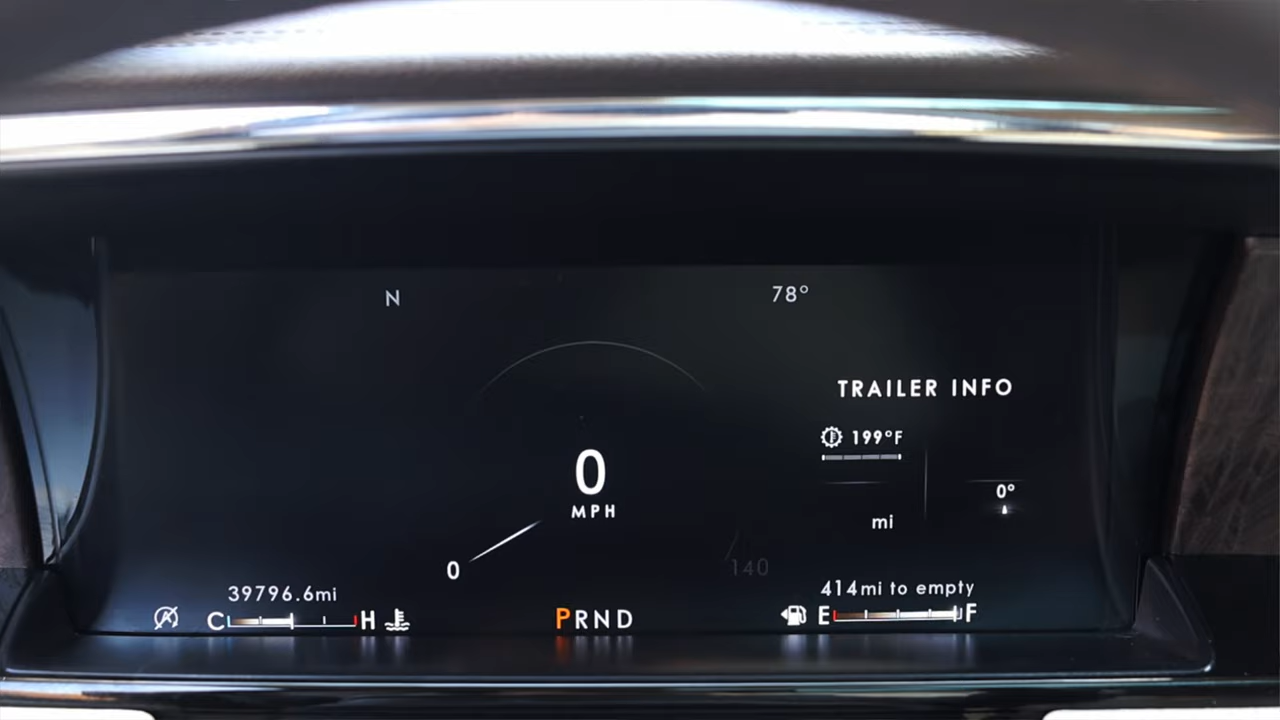 N
78°
TRAILER INFO
199°F
0
MPH
0°
mi
0
140
39796.6mi
414mi to empty
C H
PRND
E F